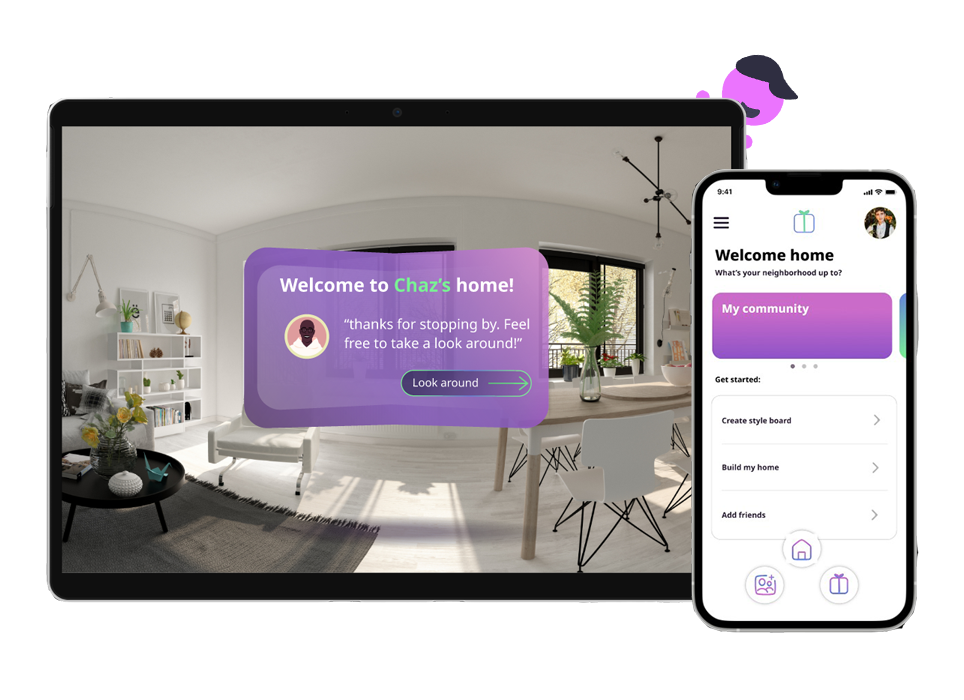 Welcome to Chaz's home!
“thanks for stopping by. Feel
free to take a look around!”
Look around
9:41
Welcome home
What's your neighborhood up to?
My community
Get started:
Create style board
Build my home
Add friends